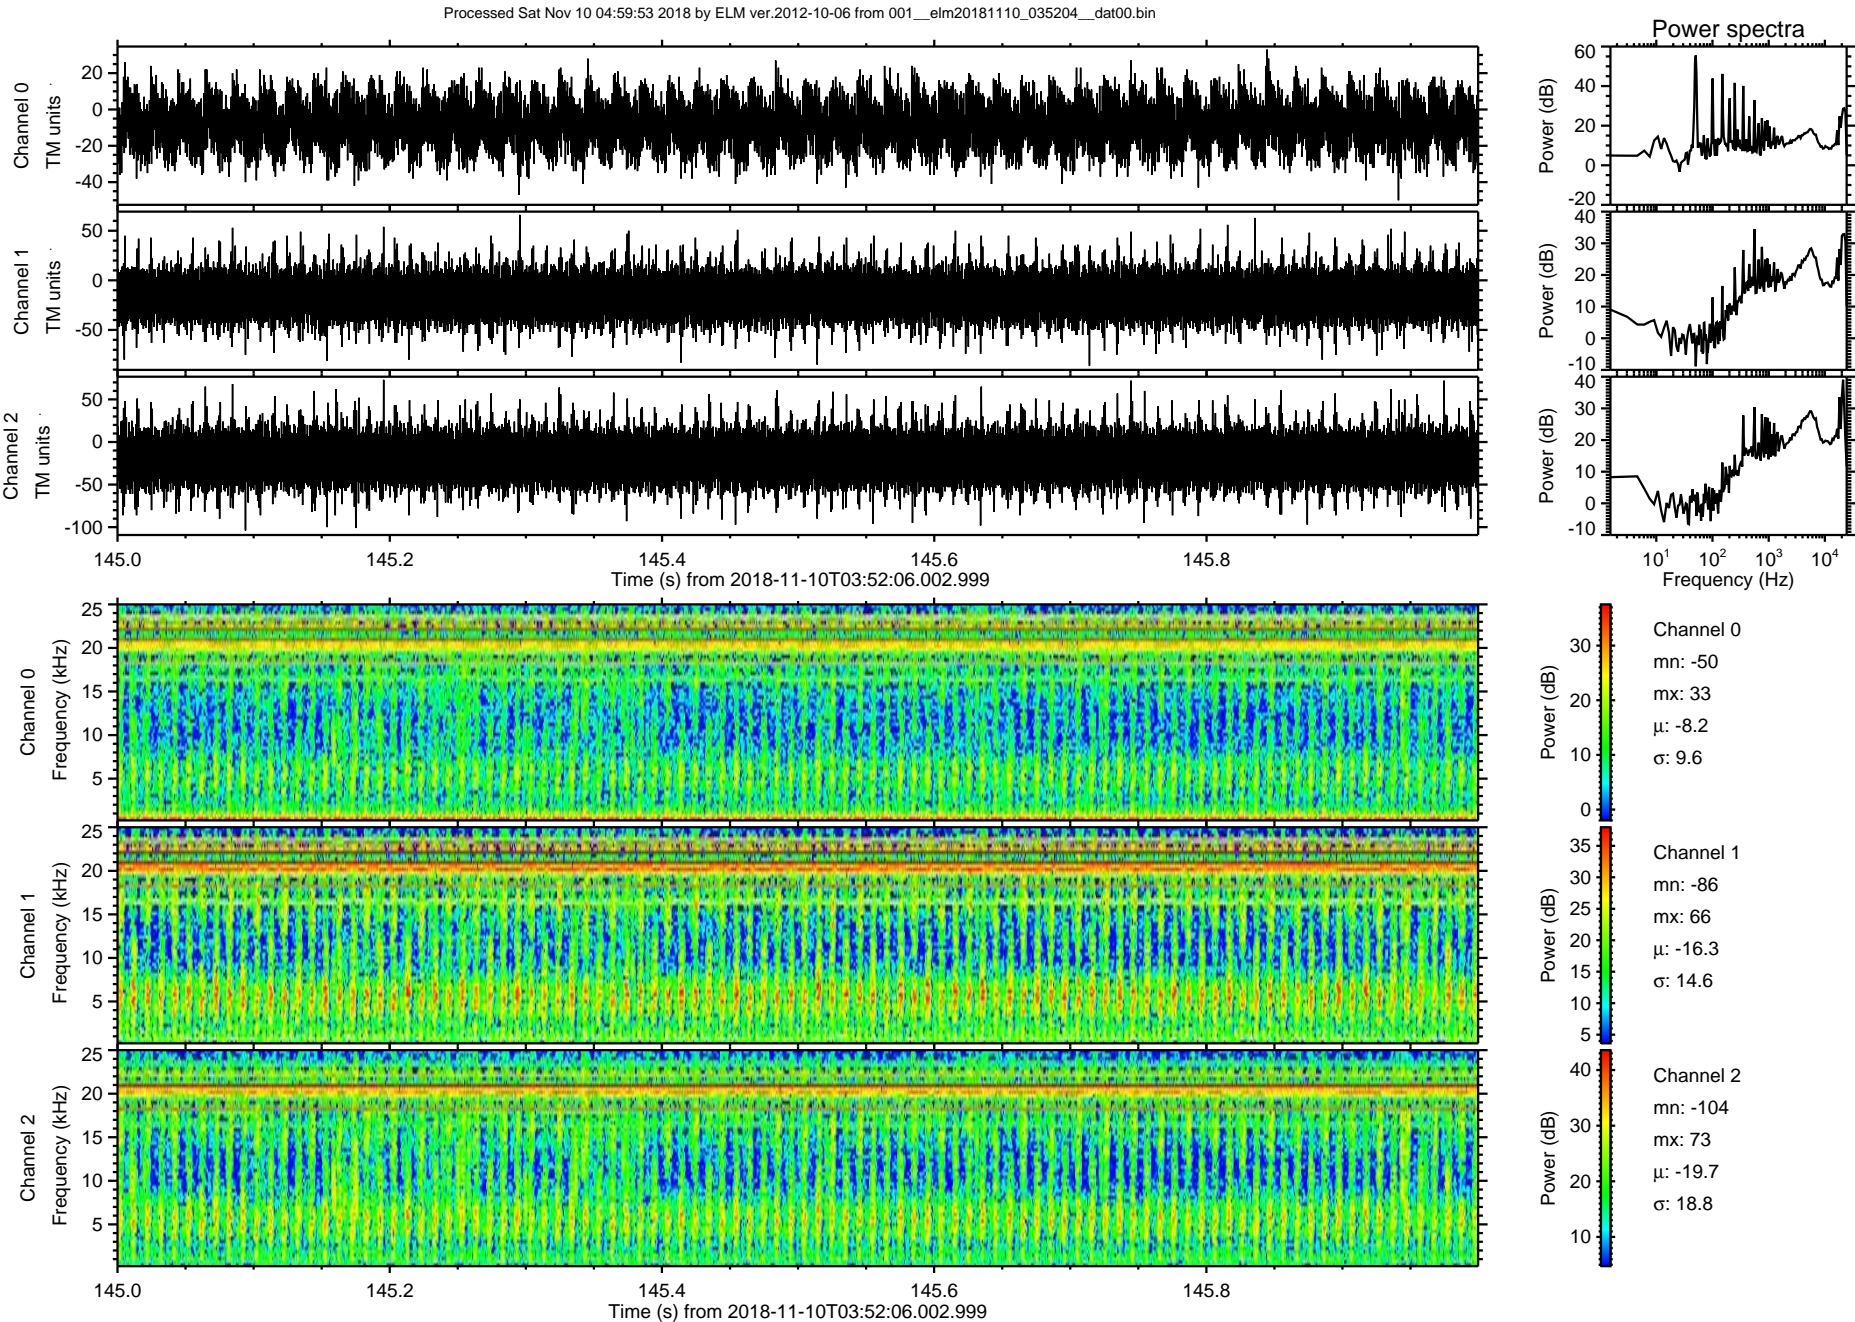 Processed Sat Nov 10 04:59:53 2018 by ELM ver.2012-10-06 from 001__elm20181110_035204__dat00.bin
Power spectra
Channel 0
TM units
20
0
-20
-40
Power (dB)
60
40
20
0
-20
Channel 1
TM units
50
0
-50
Power (dB)
40
30
20
10
0
-10
Channel 2
TM units
50
0
-50
-100
Power (dB)
40
30
20
10
0
-10
145.0 145.2 145.4 145.6 145.8
Time (s) from 2018-11-10T03:52:06.002.999
10^1 10^2 10^3 10^4
Frequency (Hz)
Channel 0
Frequency (kHz)
25
20
15
10
5
Power (dB)
30
20
10
0
Channel 0
mn: -50
mx: 33
μ: -8.2
σ: 9.6
Channel 1
Frequency (kHz)
25
20
15
10
5
Power (dB)
35
30
25
20
15
10
5
Channel 1
mn: -86
mx: 66
μ: -16.3
σ: 14.6
Channel 2
Frequency (kHz)
25
20
15
10
5
Power (dB)
40
30
20
10
Channel 2
mn: -104
mx: 73
μ: -19.7
σ: 18.8
145.0 145.2 145.4 145.6 145.8
Time (s) from 2018-11-10T03:52:06.002.999